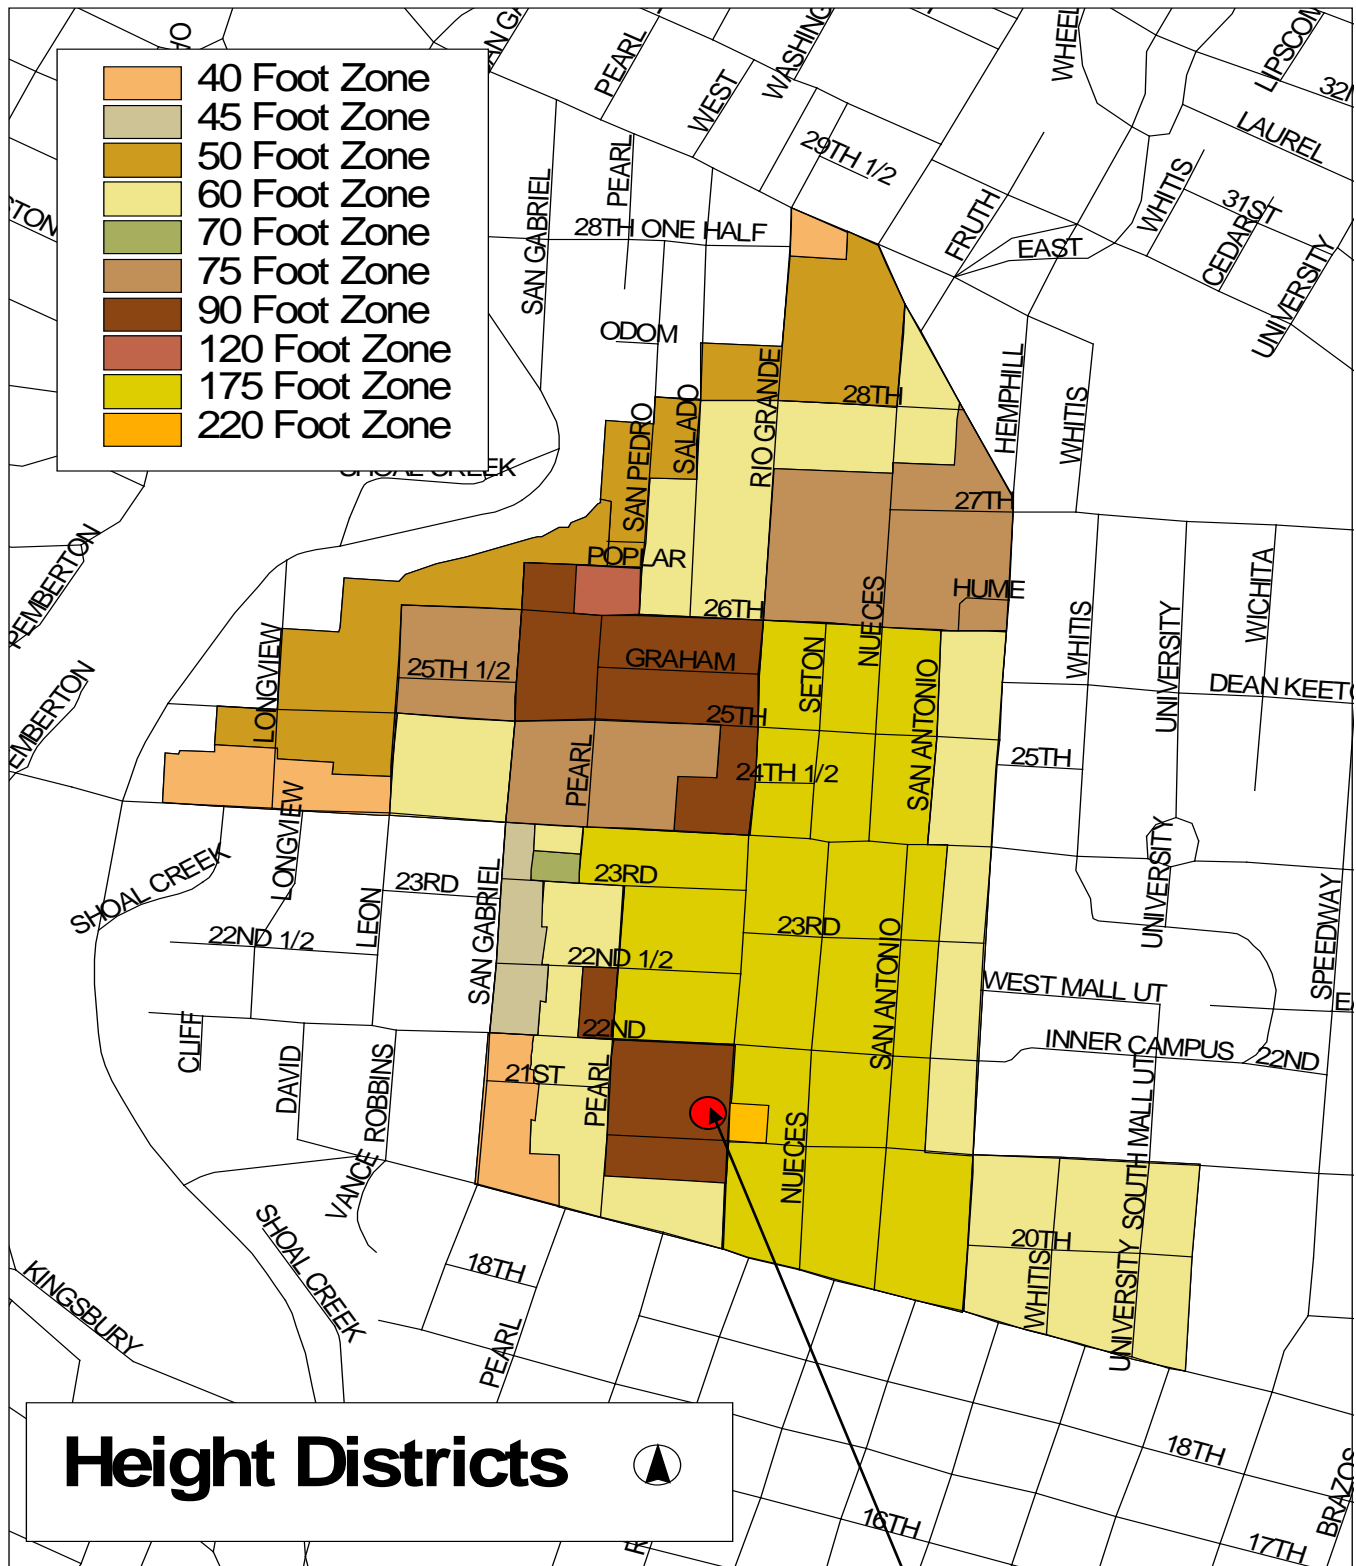 40 Foot Zone
45 Foot Zone
50 Foot Zone
60 Foot Zone
70 Foot Zone
75 Foot Zone
90 Foot Zone
120 Foot Zone
175 Foot Zone
220 Foot Zone
PEARL
WEST
WHEEL
LIPSCOM
LAUREL
29TH 1/2
PEARL
SAN GABRIEL
28TH ONE HALF
FRUTH
EAST
WHITIS
31ST
CEDAR
UNIVERSITY
ODOM
RIO GRANDE
28TH
HEMPHILL
WHITIS
SAN PEDRO
SALADO
SHOAL CREEK
27TH
POPLAR
PEMBERTON
26TH
NUECES
HUME
WHITIS
UNIVERSITY
WICHITA
LONGVIEW
25TH 1/2
GRAHAM
SETON
SAN ANTONIO
DEAN KEETO
EMBERTON
25TH
25TH
PEARL
24TH 1/2
LONGVIEW
SHOAL CREEK
23RD
LEON
SAN GABRIEL
23RD
23RD
UNIVERSITY
SPEEDWAY
22ND 1/2
22ND 1/2
SAN ANTONIO
WEST MALL UT
CLIFF
DAVID
VANCE ROBBINS
22ND
INNER CAMPUS
22ND
21ST
PEARL
NUECES
SOUTH MALL UT
SHOAL CREEK
20TH
WHITIS
UNIVERSITY
KINGSBURY
18TH
PEARL
18TH
16TH
17TH
BRAZOS
Height Districts